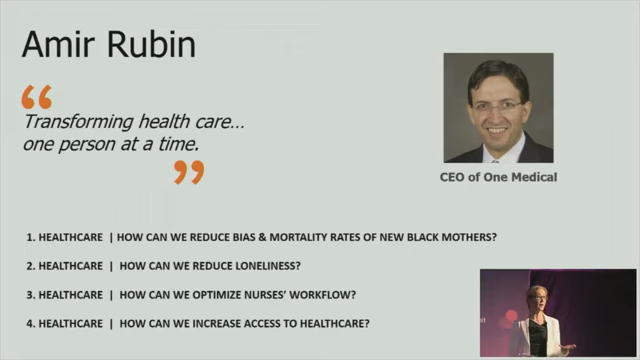 Amir Rubin
“
Transforming health care...
one person at a time.
”
CEO of One Medical
1. HEALTHCARE | HOW CAN WE REDUCE BIAS & MORTALITY RATES OF NEW BLACK MOTHERS?
2. HEALTHCARE | HOW CAN WE REDUCE LONELINESS?
3. HEALTHCARE | HOW CAN WE OPTIMIZE NURSES’ WORKFLOW?
4. HEALTHCARE | HOW CAN WE INCREASE ACCESS TO HEALTHCARE?